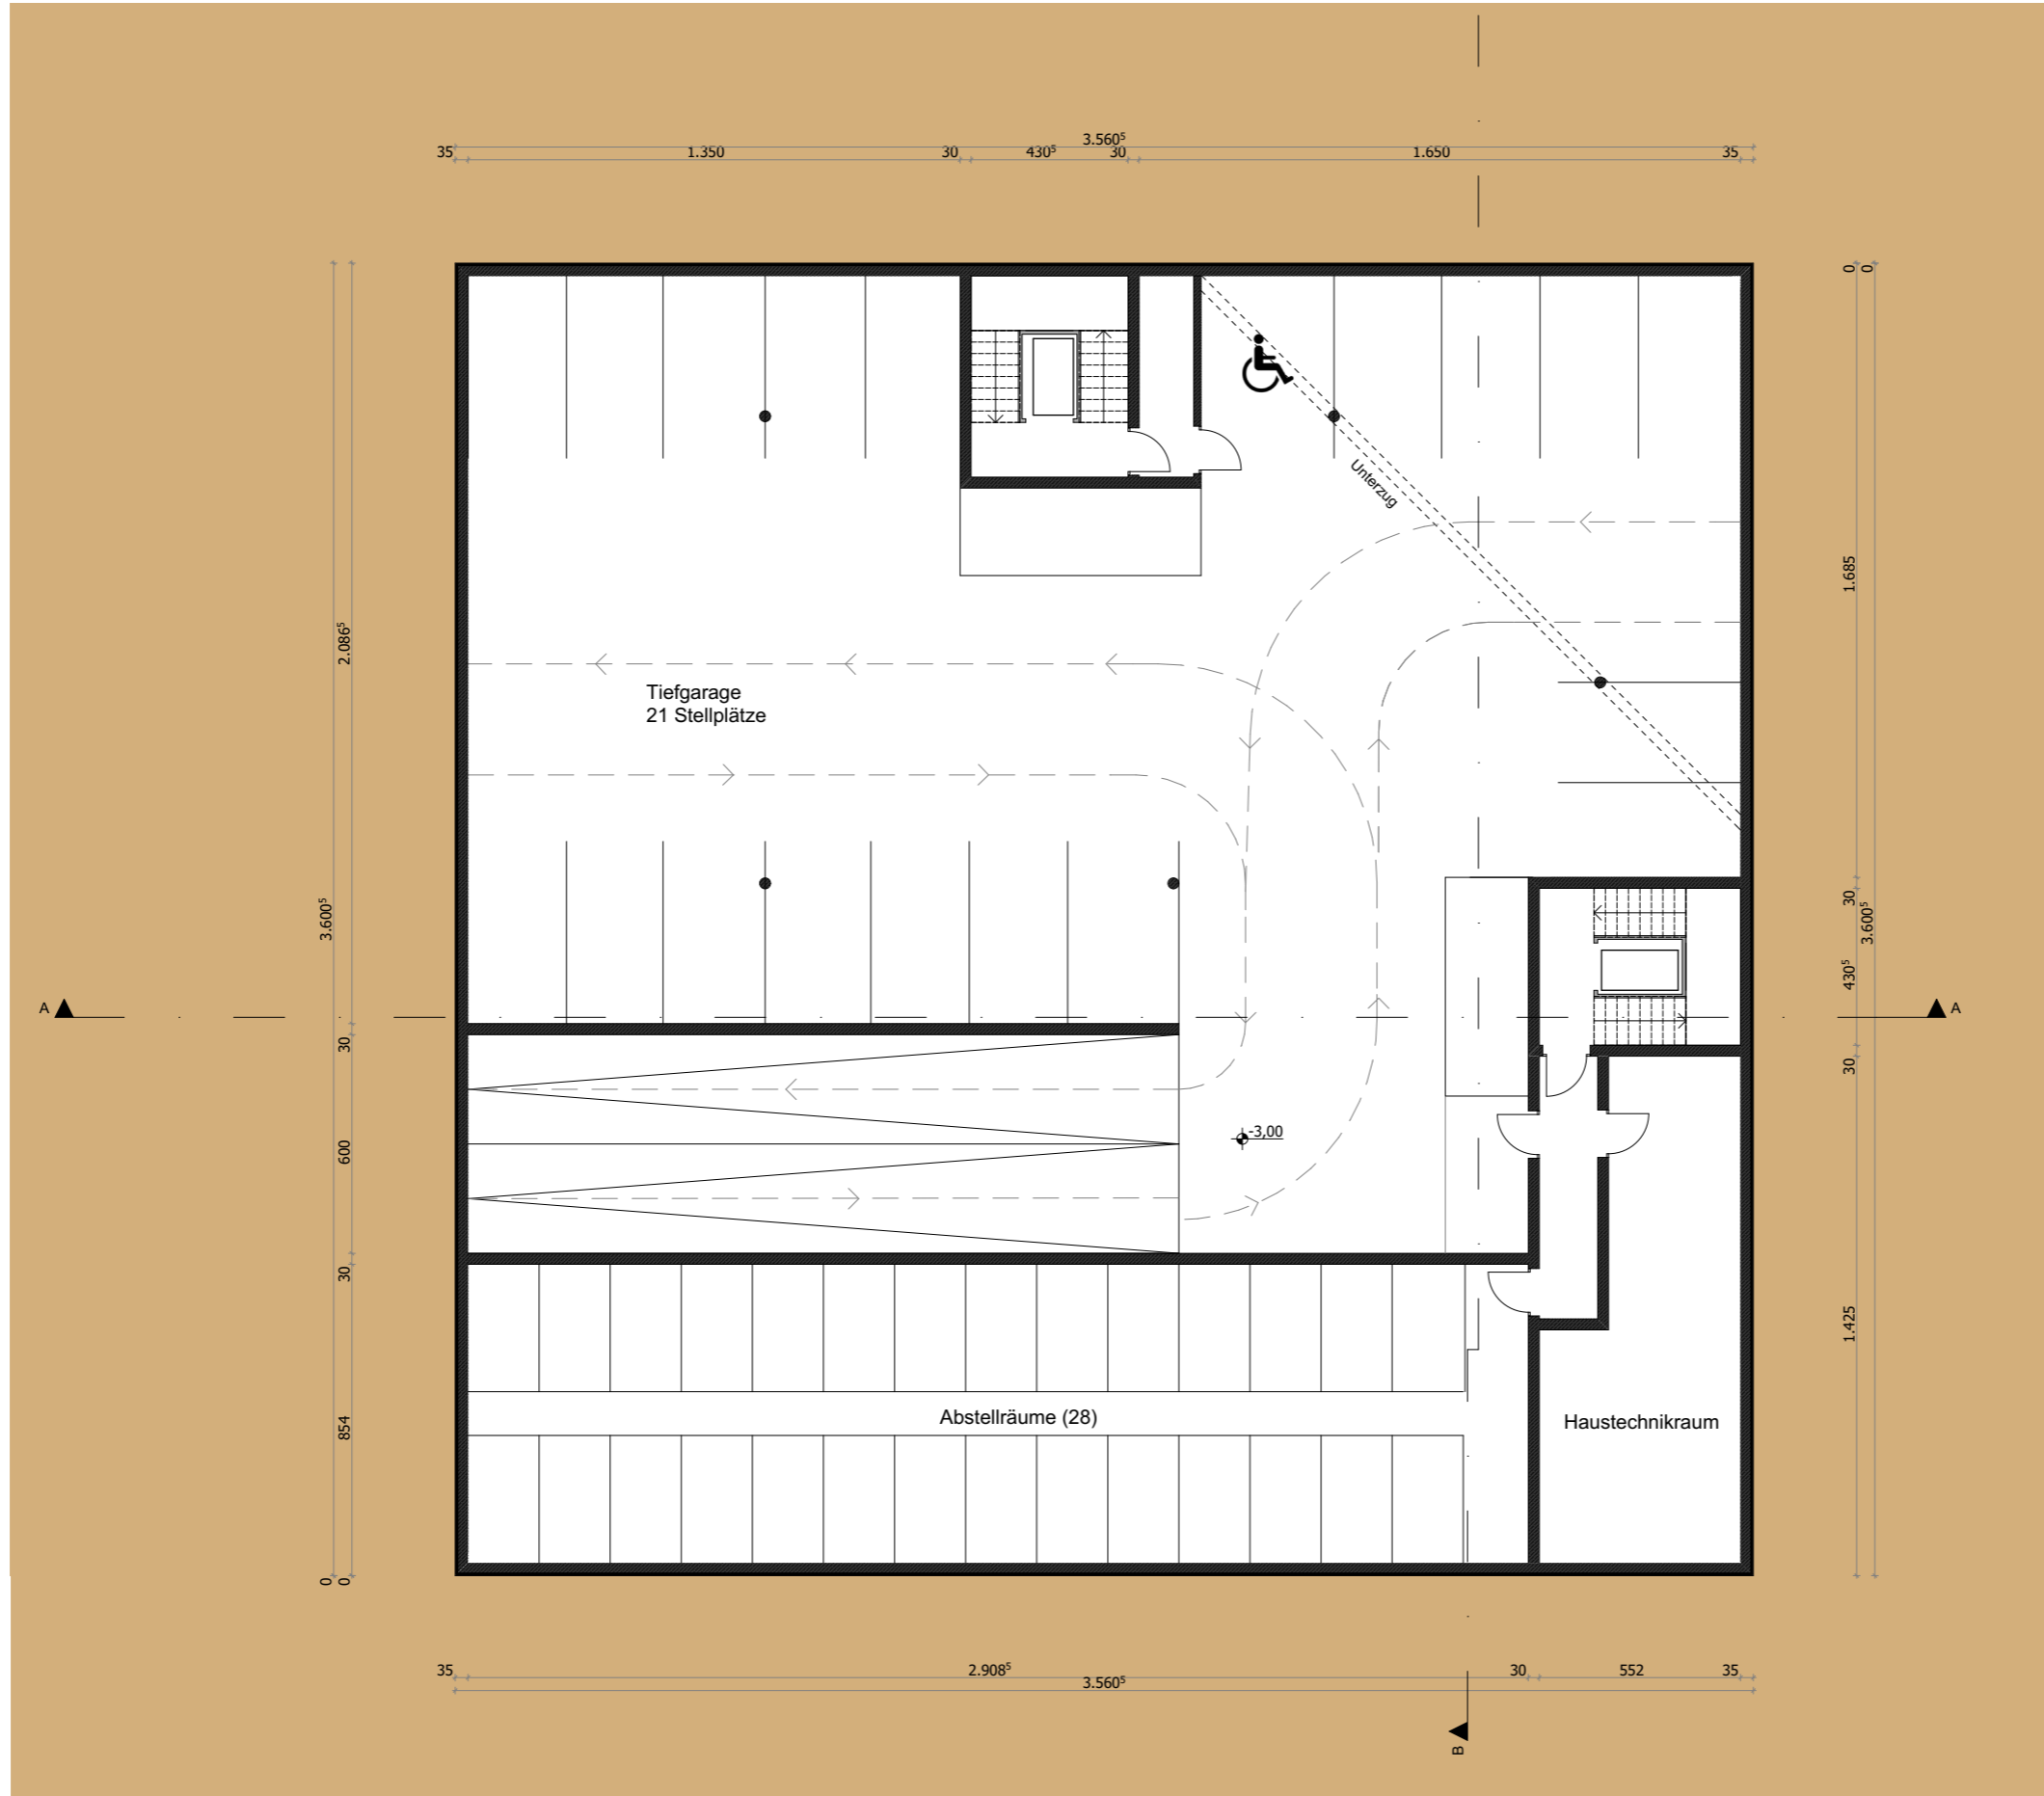 3.560⁵
35 1.350 30 430⁵ 30 1.650 35
0 0
Unterzug
1.685
2.086⁵
Tiefgarage
21 Stellplätze
30
3.600⁵
3.600⁵
430⁵
A
A
30
30
-3,00
600
30
1.425
Abstellräume (28)
Haustechnikraum
854
0 0
35 2.908⁵ 30 552 35
3.560⁵
B